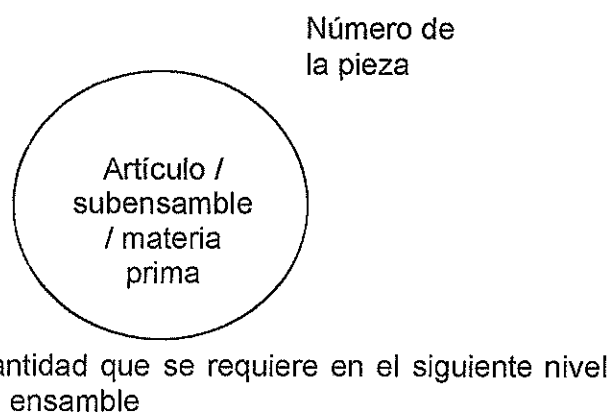 Número de
la pieza
Artículo /
subensamble
/ materia
prima
antidad que se requiere en el siguiente nivel
ensamble